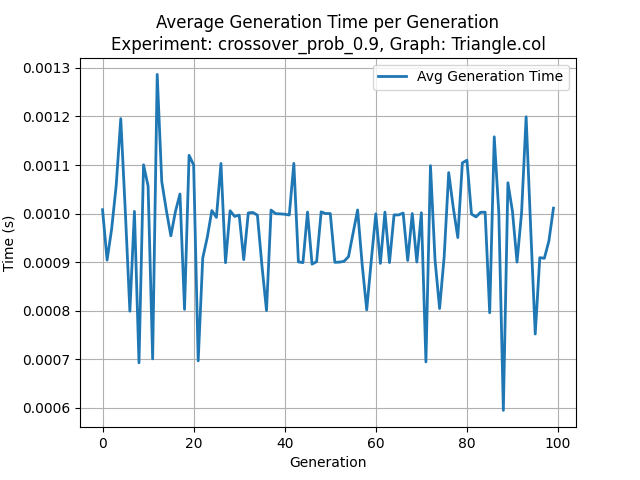 Average Generation Time per Generation
Experiment: crossover_prob_0.9, Graph: Triangle.col
Avg Generation Time
0.0013
0.0012
0.0011
0.0010
0.0009
0.0008
0.0007
0.0006
Time (s)
0 20 40 60 80 100
Generation